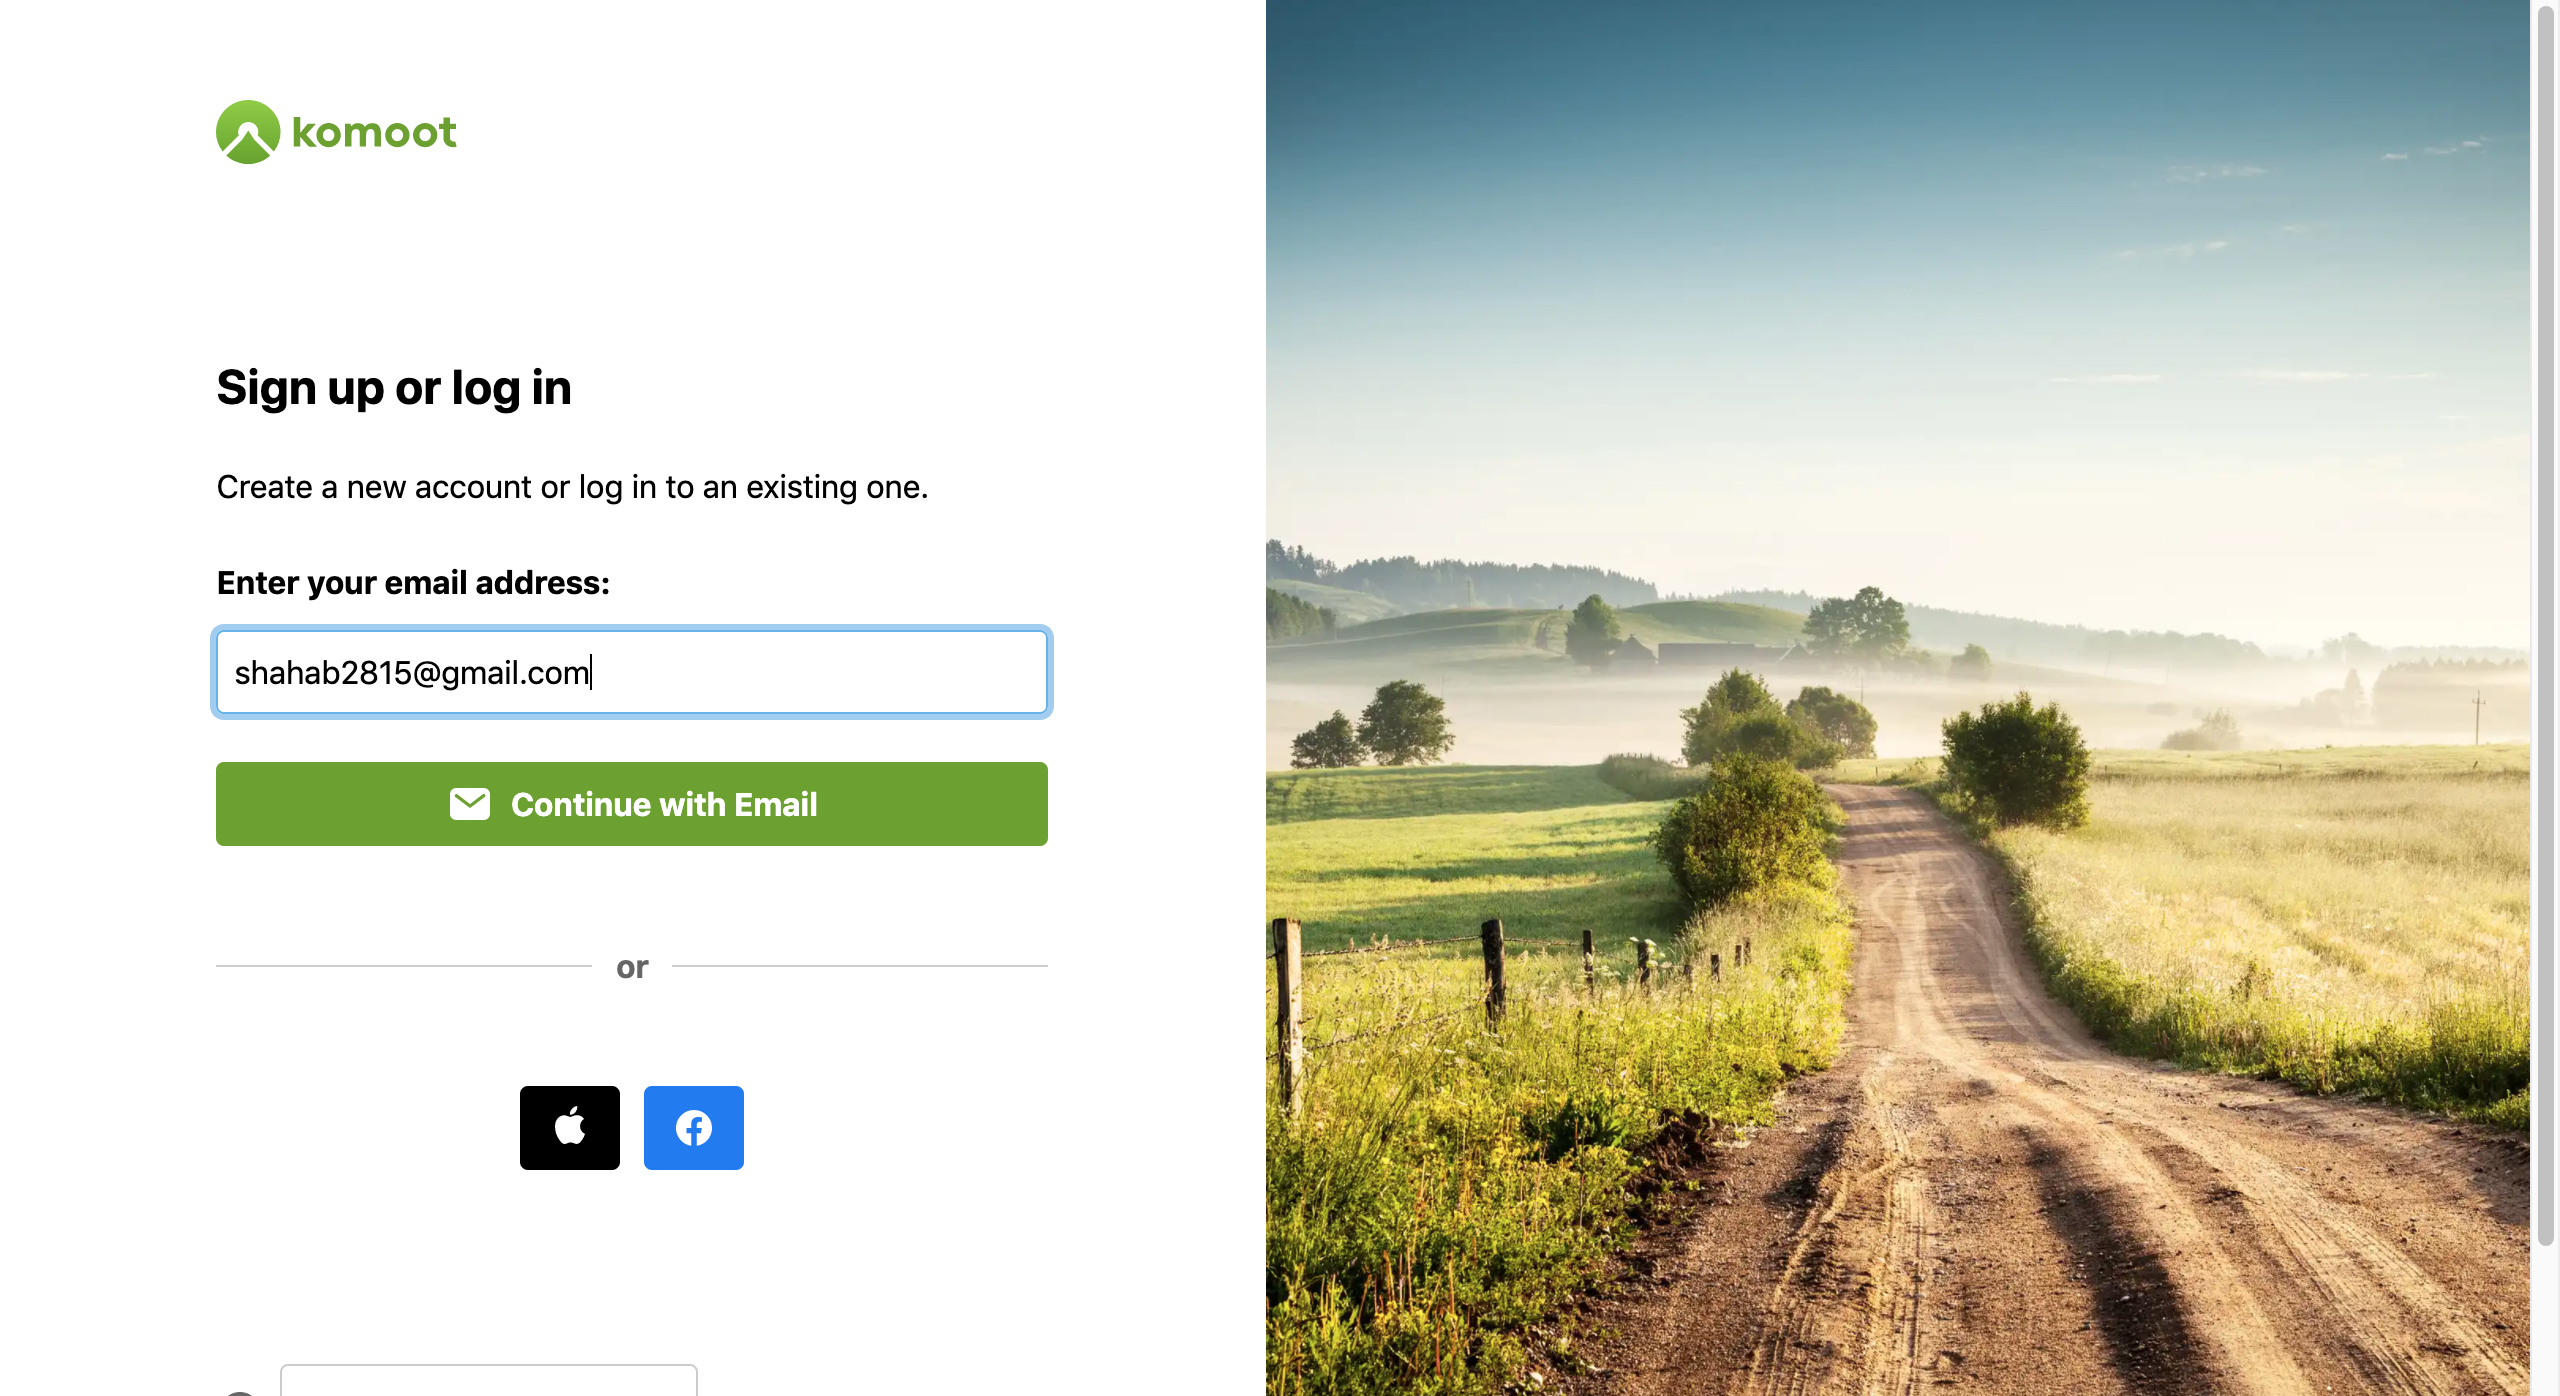 komoot
Sign up or log in
Create a new account or log in to an existing one.
Enter your email address:
shahab2815@gmail.com
Continue with Email
or